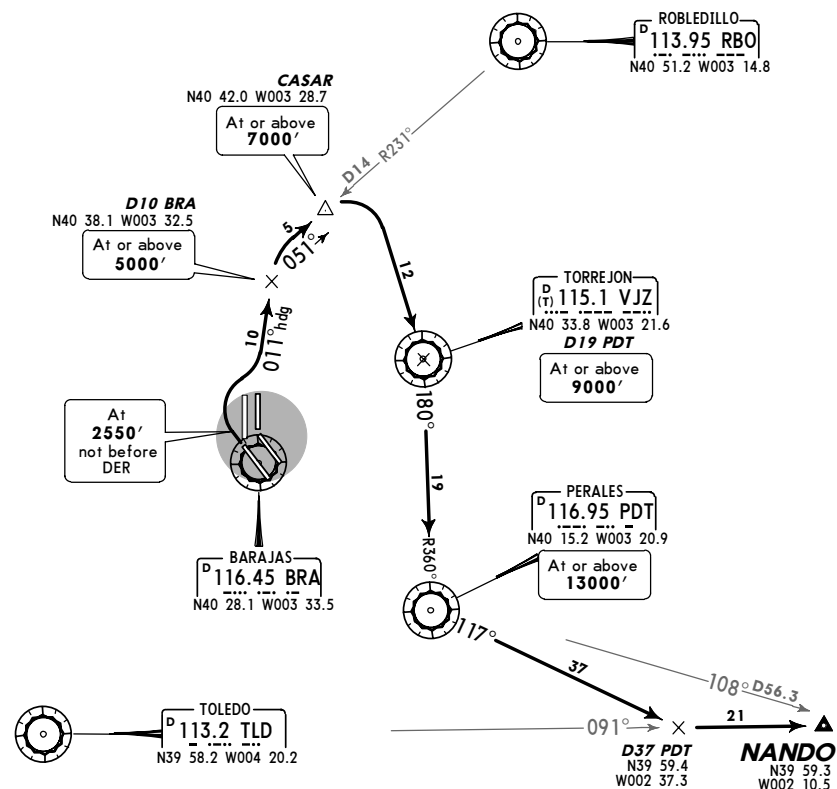 ROBLEDILLO
D 113.95 RBO
N40 51.2 W003 14.8
CASAR
N40 42.0 W003 28.7
At or above
7000'
D14 R231°
D10 BRA
N40 38.1 W003 32.5
At or above
5000'
5
051°
12
TORREJON
D (T) 115.1 VJZ
N40 33.8 W003 21.6
D19 PDT
At or above
9000'
10
011° hdg
At
2550'
not before
DER
180°
19
R360°
BARAJAS
D 116.45 BRA
N40 28.1 W003 33.5
PERALES
D 116.95 PDT
N40 15.2 W003 20.9
At or above
13000'
117°
37
108° D56.3
TOLEDO
D 113.2 TLD
N39 58.2 W004 20.2
091°
21
D37 PDT
N39 59.4
W002 37.3
NANDO
N39 59.3
W002 10.5